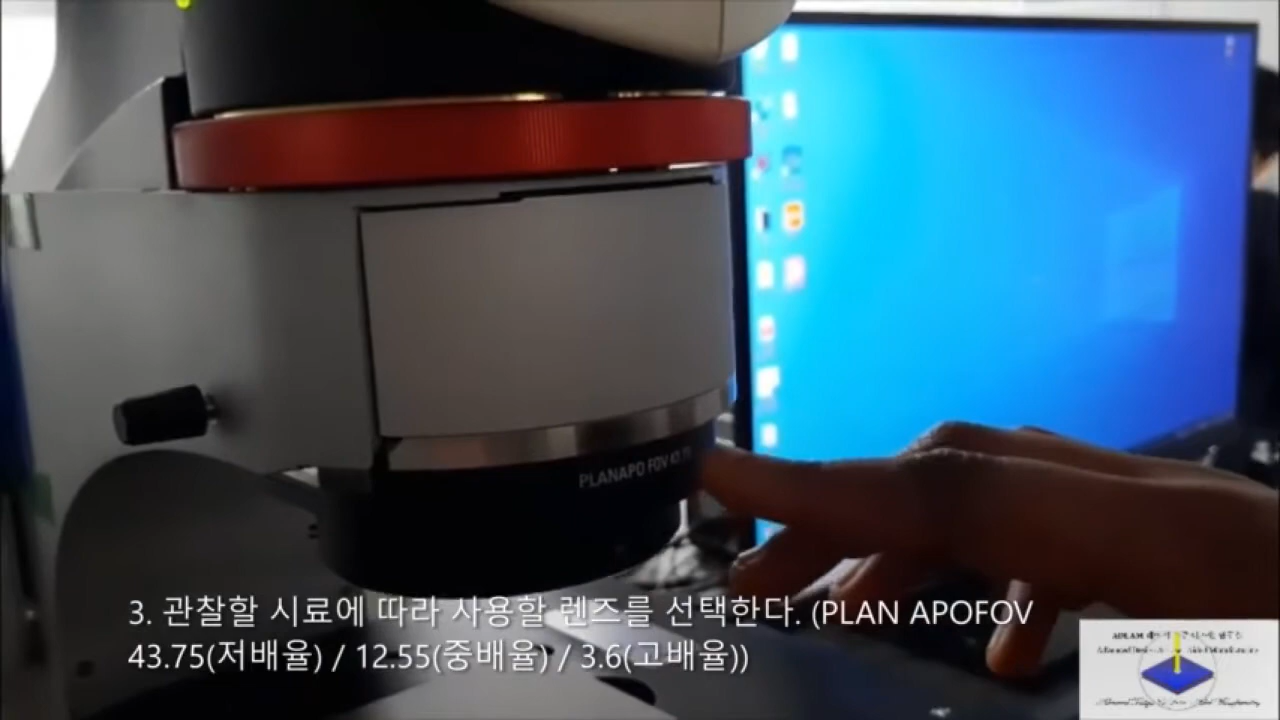 PLANAPO FOV 43.75
3. 관찰할 시료에 따라 사용할 렌즈를 선택한다. (PLAN APOFOV
43.75(저배율) / 12.55(중배율) / 3.6(고배율))